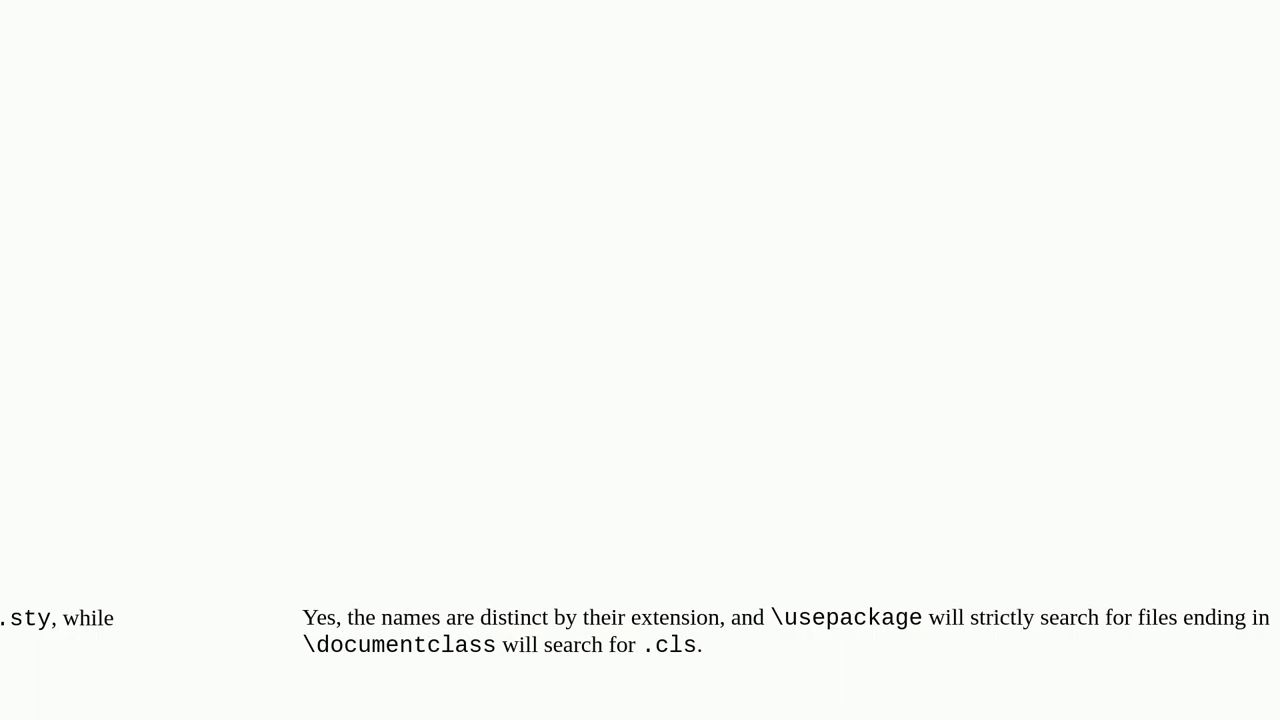 Yes, the names are distinct by their extension, and \usepackage will strictly search for files ending in .sty, while
\documentclass will search for .cls.